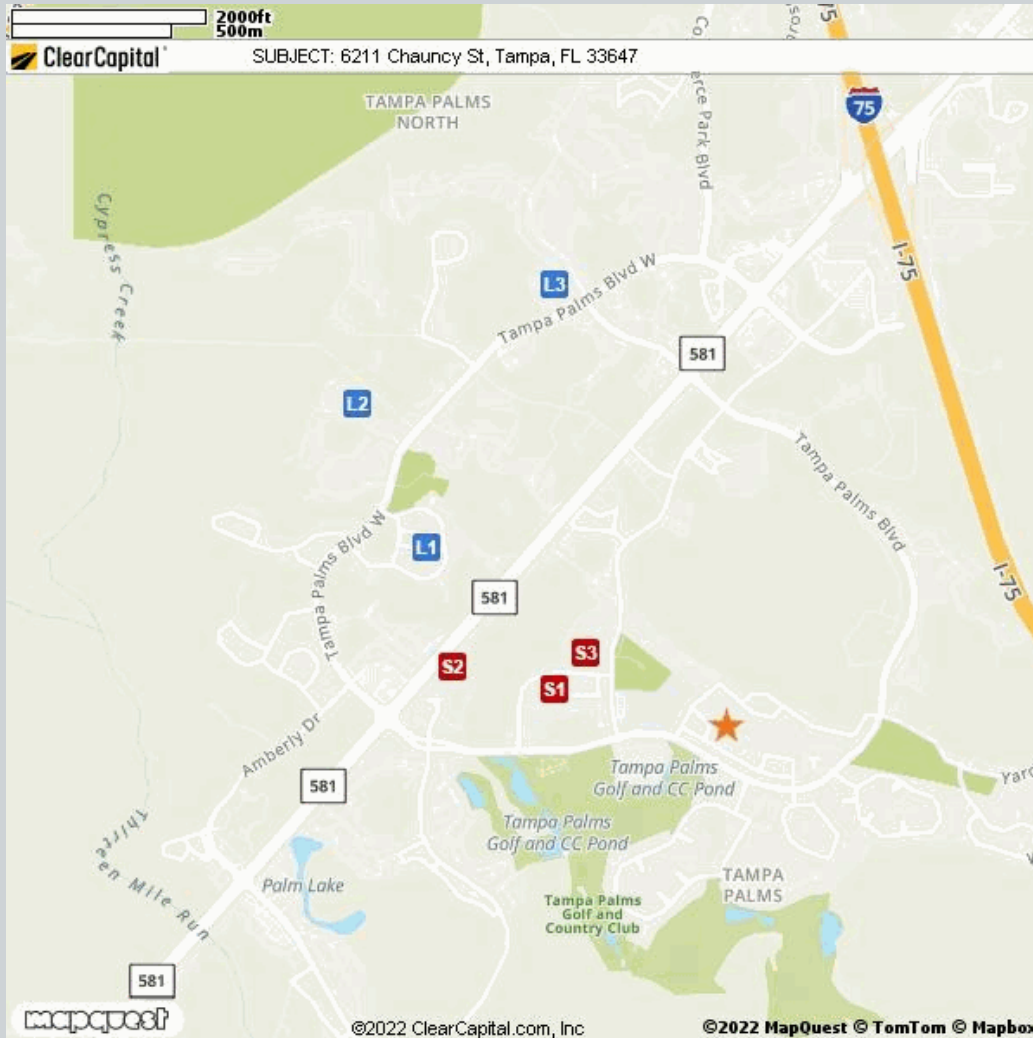 2000ft
500m
ClearCapital
SUBJECT: 6211 Chauncy St, Tampa, FL 33647
75
TAMPA PALMS
NORTH
erce Park Blvd
75
Cypress Creek
I-75
L3
Tampa Palms Blvd W
581
L2
Tampa Palms Blvd
L1
Tampa Palms Blvd W
I-75
581
S3
S2
S1
Amberly Dr
Tampa Palms
Golf and CC Pond
581
Tampa Palms
Golf and CC Pond
Thirteen Mile Run
Palm Lake
TAMPA
PALMS
Tampa Palms
Golf and
Country Club
581
mapquest
©2022 ClearCapital.com, Inc
©2022 MapQuest © TomTom © Mapbox